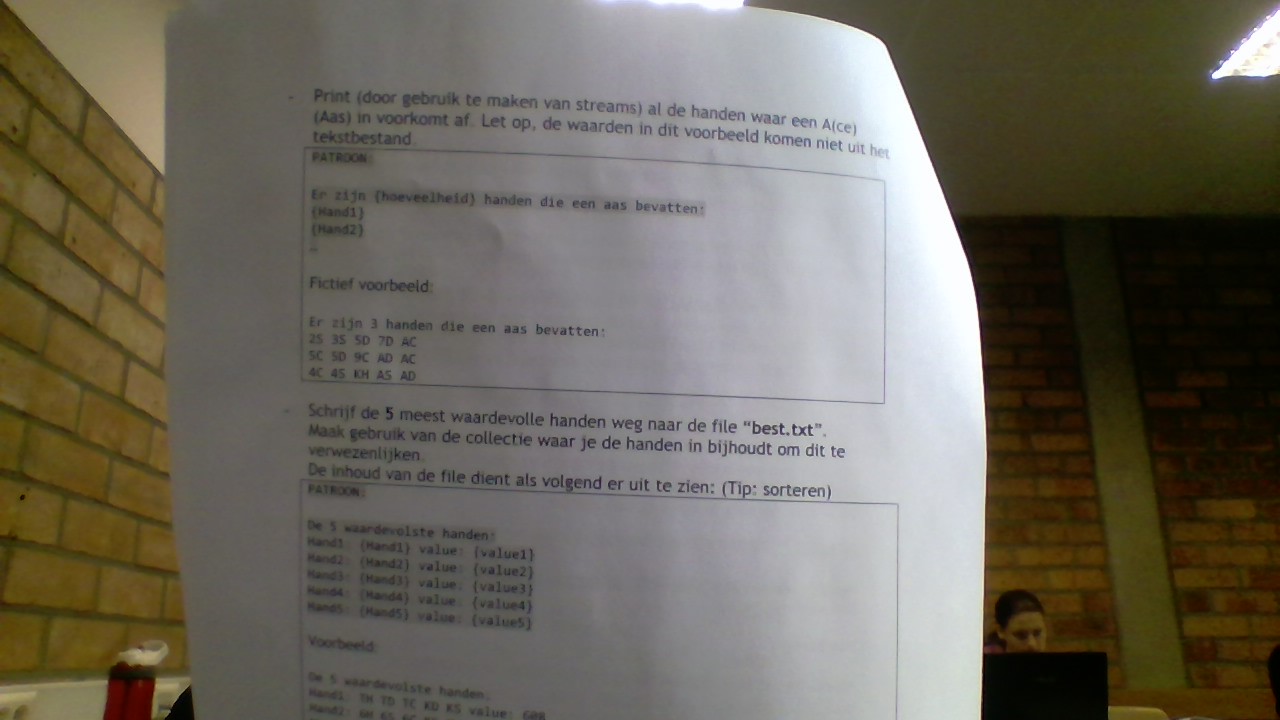 - Print (door gebruik te maken van streams) al de handen waar een A(ce)
(Aas) in voorkomt af. Let op, de waarden in dit voorbeeld komen niet uit het
tekstbestand.
PATROON:
Er zijn {hoeveelheid} handen die een aas bevatten:
{Hand1}
{Hand2}
…
Fictief voorbeeld:
Er zijn 3 handen die een aas bevatten:
2S 3S 5D 7D AC
5C 5D 9C AD AC
4C 4S KH AS AD
- Schrijf de 5 meest waardevolle handen weg naar de file “best.txt”.
Maak gebruik van de collectie waar je de handen in bijhoudt om dit te
verwezenlijken.
De inhoud van de file dient als volgend er uit te zien: (Tip: sorteren)
PATROON:
De 5 waardevolste handen:
Hand1: {Hand1} value: {value1}
Hand2: {Hand2} value: {value2}
Hand3: {Hand3} value: {value3}
Hand4: {Hand4} value: {value4}
Hand5: {Hand5} value: {value5}
Voorbeeld:
De 5 waardevolste handen:
Hand1: TH TD TC KD KS value: 608
Hand2: 6H 6S